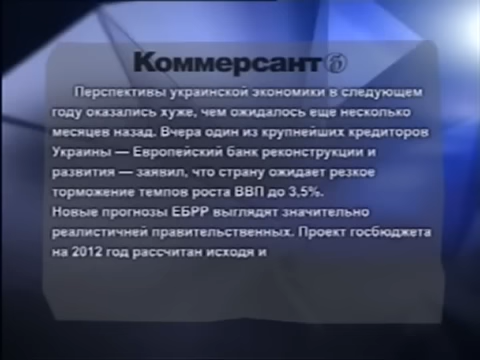 Коммерсантъ
Перспективы украинской экономики в следующем
году оказались хуже, чем ожидалось еще несколько
месяцев назад. Вчера один из крупнейших кредиторов
Украины — Европейский банк реконструкции и
развития — заявил, что страну ожидает резкое
торможение темпов роста ВВП до 3,5%.
Новые прогнозы ЕБРР выглядят значительно
реалистичней правительственных. Проект госбюджета
на 2012 год рассчитан исходя и